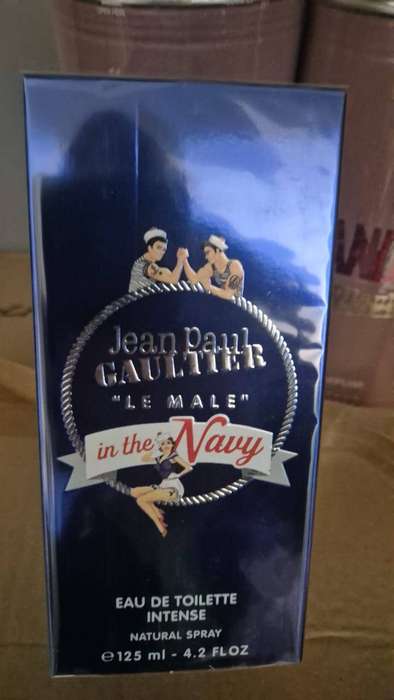 Jean Paul
GAULTIER
"LE MALE"
in the Navy
EAU DE TOILETTE
INTENSE
NATURAL SPRAY
℮ 125 ml - 4.2 FL OZ